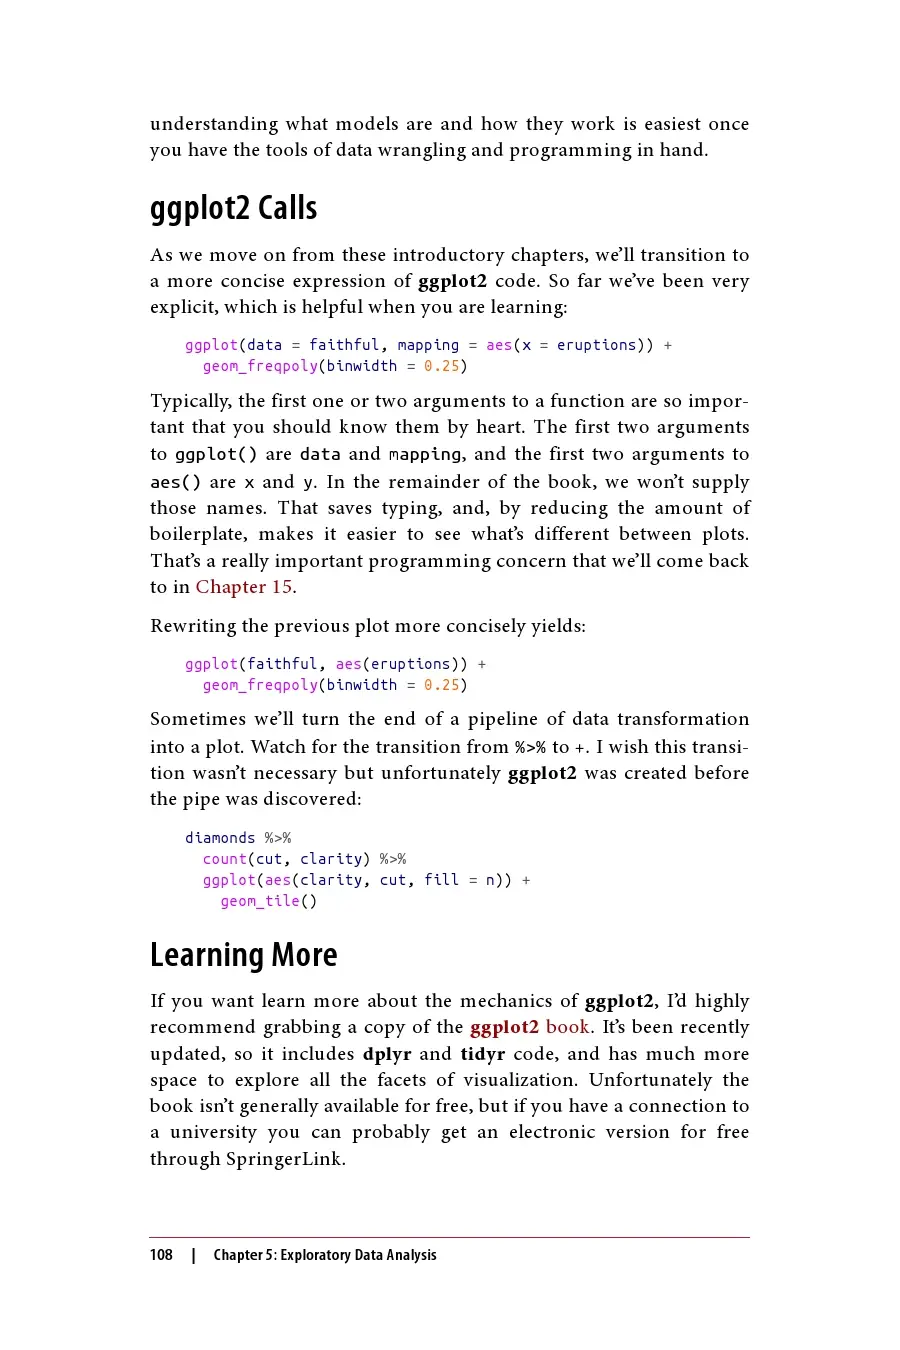 understanding what models are and how they work is easiest once
you have the tools of data wrangling and programming in hand.
ggplot2 Calls
As we move on from these introductory chapters, we’ll transition to
a more concise expression of ggplot2 code. So far we’ve been very
explicit, which is helpful when you are learning:
ggplot(data = faithful, mapping = aes(x = eruptions)) +
  geom_freqpoly(binwidth = 0.25)
Typically, the first one or two arguments to a function are so impor-
tant that you should know them by heart. The first two arguments
to ggplot() are data and mapping, and the first two arguments to
aes() are x and y. In the remainder of the book, we won’t supply
those names. That saves typing, and, by reducing the amount of
boilerplate, makes it easier to see what’s different between plots.
That’s a really important programming concern that we’ll come back
to in Chapter 15.
Rewriting the previous plot more concisely yields:
ggplot(faithful, aes(eruptions)) +
  geom_freqpoly(binwidth = 0.25)
Sometimes we’ll turn the end of a pipeline of data transformation
into a plot. Watch for the transition from %>% to +. I wish this transi-
tion wasn’t necessary but unfortunately ggplot2 was created before
the pipe was discovered:
diamonds %>%
  count(cut, clarity) %>%
  ggplot(aes(clarity, cut, fill = n)) +
    geom_tile()
Learning More
If you want learn more about the mechanics of ggplot2, I’d highly
recommend grabbing a copy of the ggplot2 book. It’s been recently
updated, so it includes dplyr and tidyr code, and has much more
space to explore all the facets of visualization. Unfortunately the
book isn’t generally available for free, but if you have a connection to
a university you can probably get an electronic version for free
through SpringerLink.
108 | Chapter 5: Exploratory Data Analysis